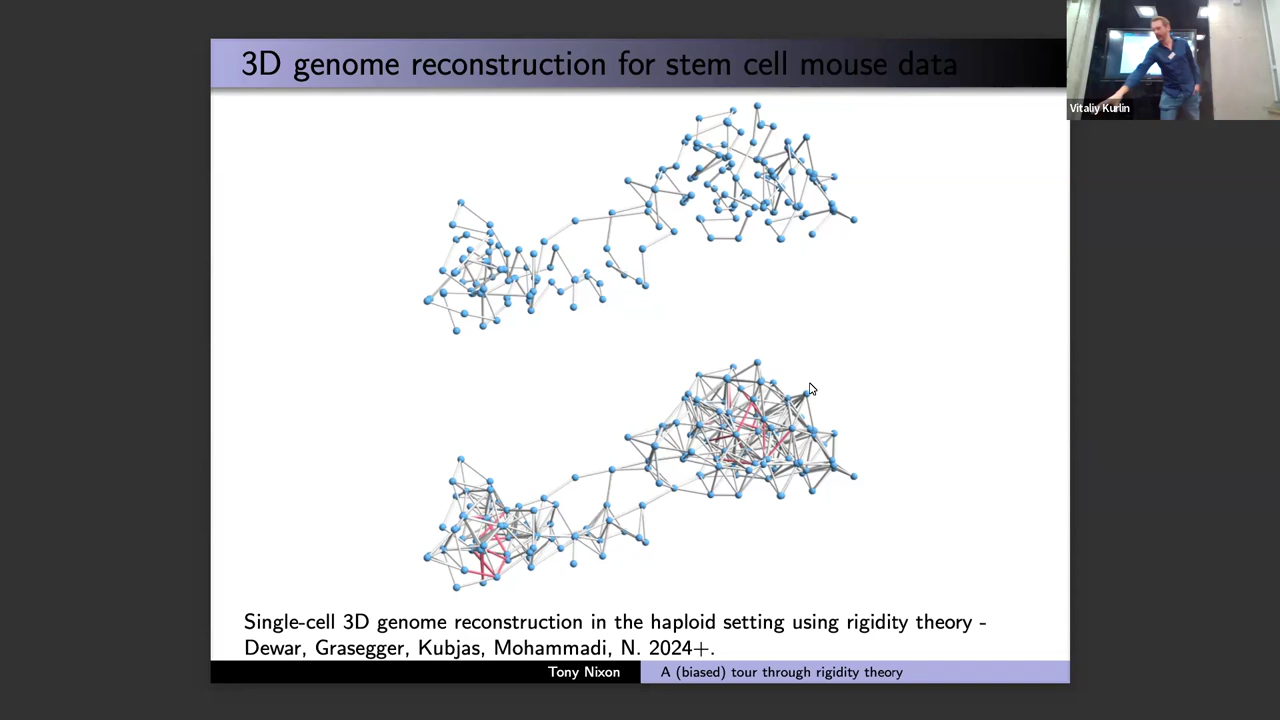 3D genome reconstruction for stem cell mouse data
Vitaliy Kurlin
Single-cell 3D genome reconstruction in the haploid setting using rigidity theory -
Dewar, Grasegger, Kubjas, Mohammadi, N. 2024+.
Tony Nixon
A (biased) tour through rigidity theory